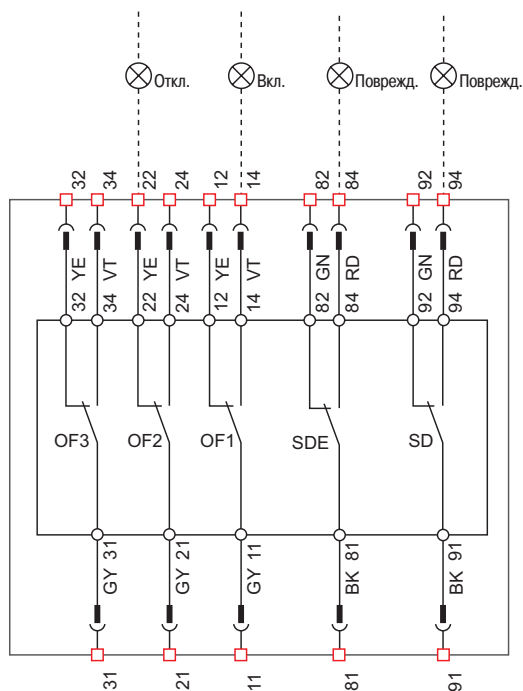 Откл. Вкл. Поврежд. Поврежд.
32 34 22 24 12 14 82 84 92 94
YE VT YE VT YE VT GN RD GN RD
32 34 22 24 12 14 82 84 92 94
OF3 OF2 OF1 SDE SD
31 21 11 81 91
GY GY GY BK BK
31 21 11 81 91